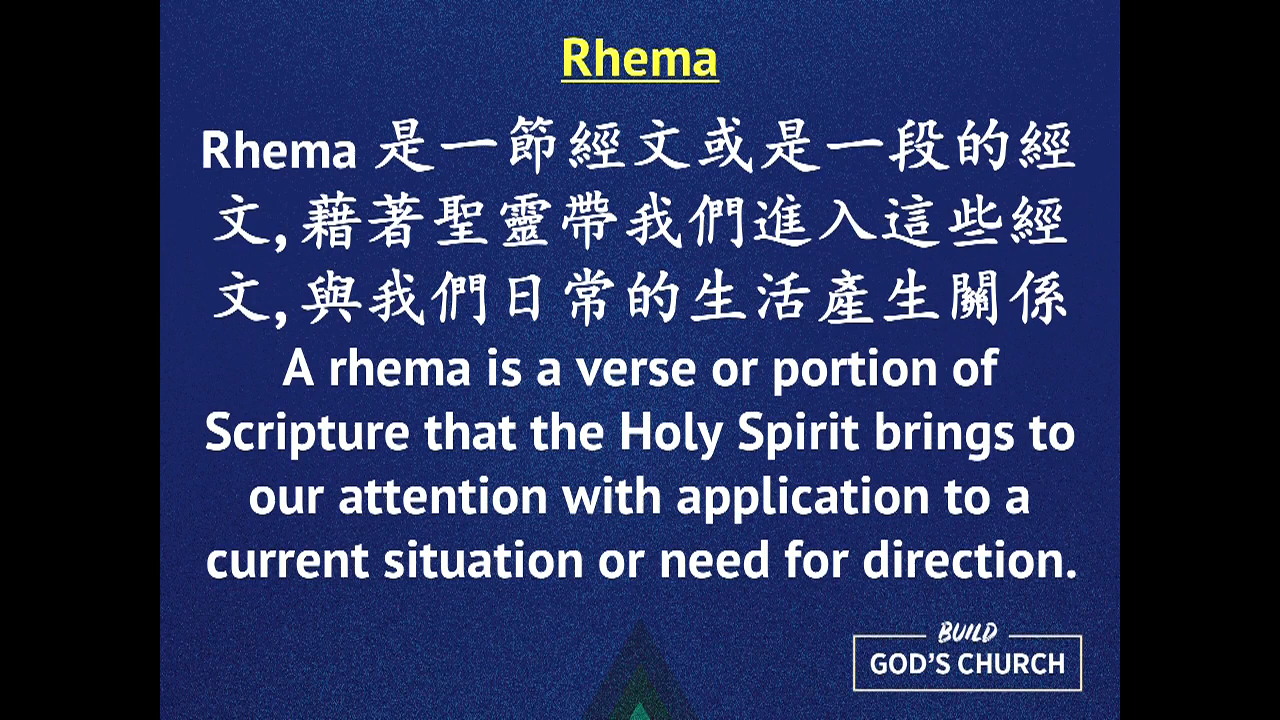 Rhema
Rhema 是一節經文或是一段的經
文,藉著聖靈帶我們進入這些經
文,與我們日常的生活產生關係
A rhema is a verse or portion of
Scripture that the Holy Spirit brings to
our attention with application to a
current situation or need for direction.
BUILD
GOD'S CHURCH